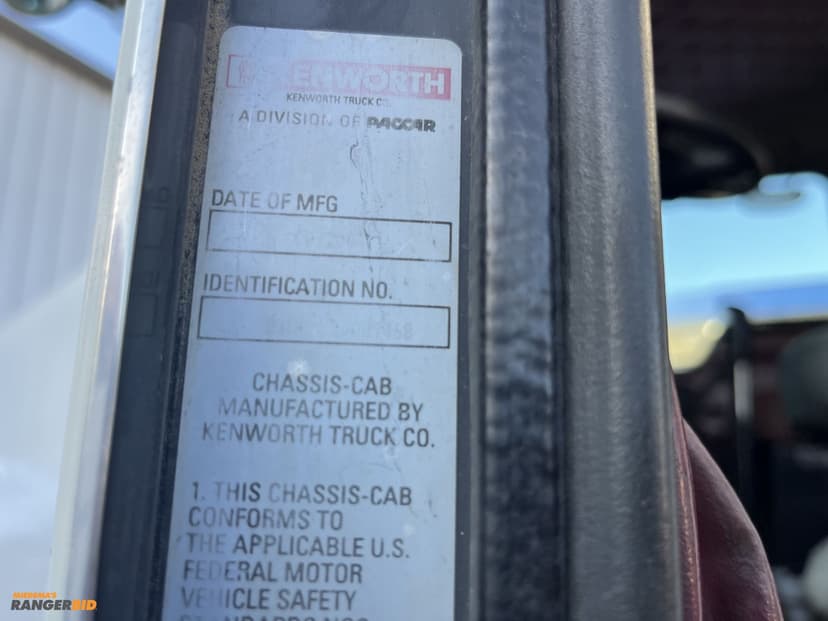 KENWORTH
KENWORTH TRUCK CO.
A DIVISION OF PACCAR
DATE OF MFG
IDENTIFICATION NO.
CHASSIS-CAB
MANUFACTURED BY
KENWORTH TRUCK CO.
1. THIS CHASSIS-CAB
CONFORMS TO
THE APPLICABLE U.S.
FEDERAL MOTOR
VEHICLE SAFETY
MIEDEMA'S
RANGERBID